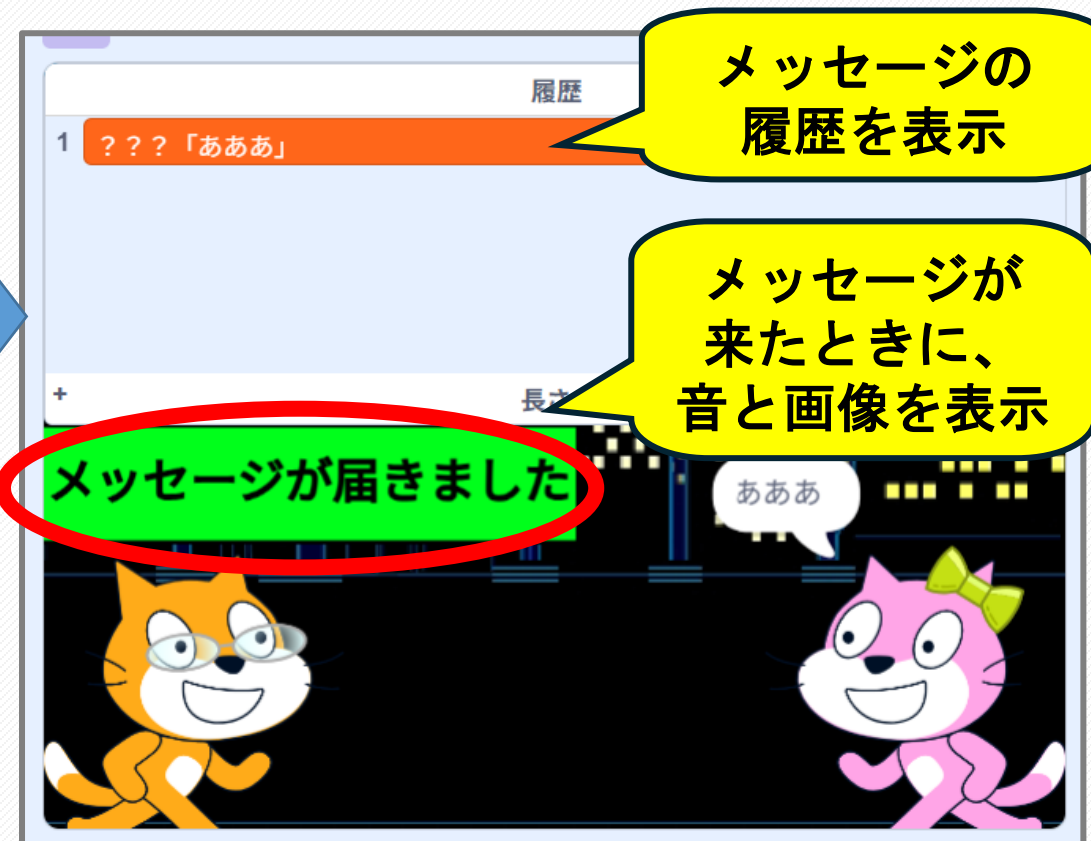 メッセージの
履歴を表示
履歴
1 ？？？「あああ」
メッセージが
来たときに、
音と画像を表示
+ 長さ
メッセージが届きました
あああ